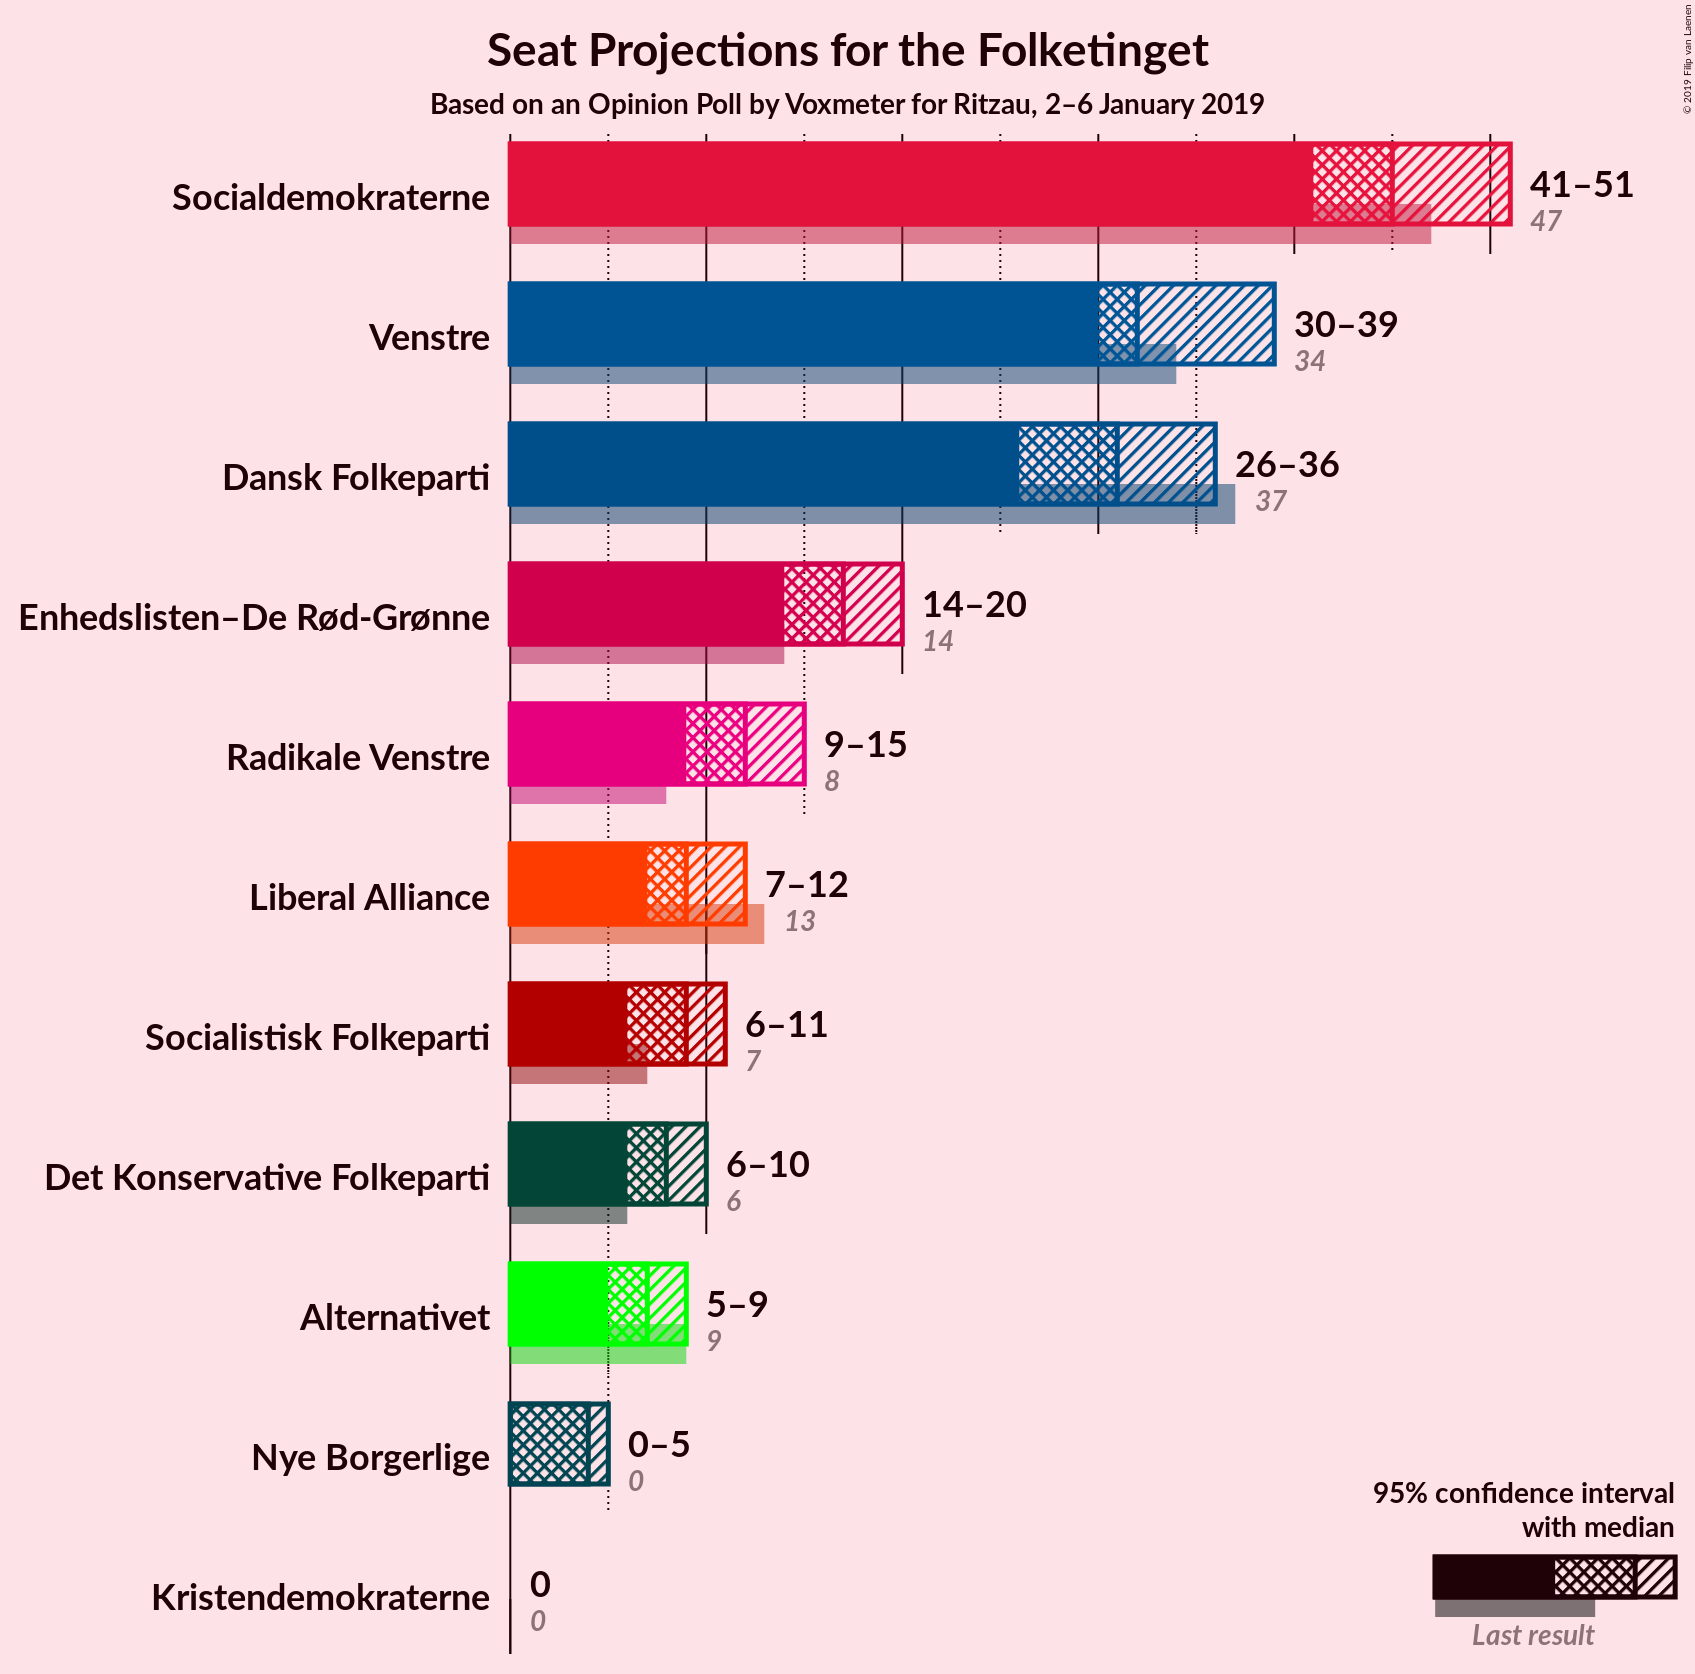 Seat Projections for the Folketinget
Based on an Opinion Poll by Voxmeter for Ritzau, 2–6 January 2019
© 2019 Filip van Laenen
Socialdemokraterne
41–51
47
Venstre
30–39
34
Dansk Folkeparti
26–36
37
Enhedslisten–De Rød-Grønne
14–20
14
Radikale Venstre
9–15
8
Liberal Alliance
7–12
13
Socialistisk Folkeparti
6–11
7
Det Konservative Folkeparti
6–10
6
Alternativet
5–9
9
Nye Borgerlige
0–5
0
Kristendemokraterne
0
0
95% confidence interval
with median
Last result